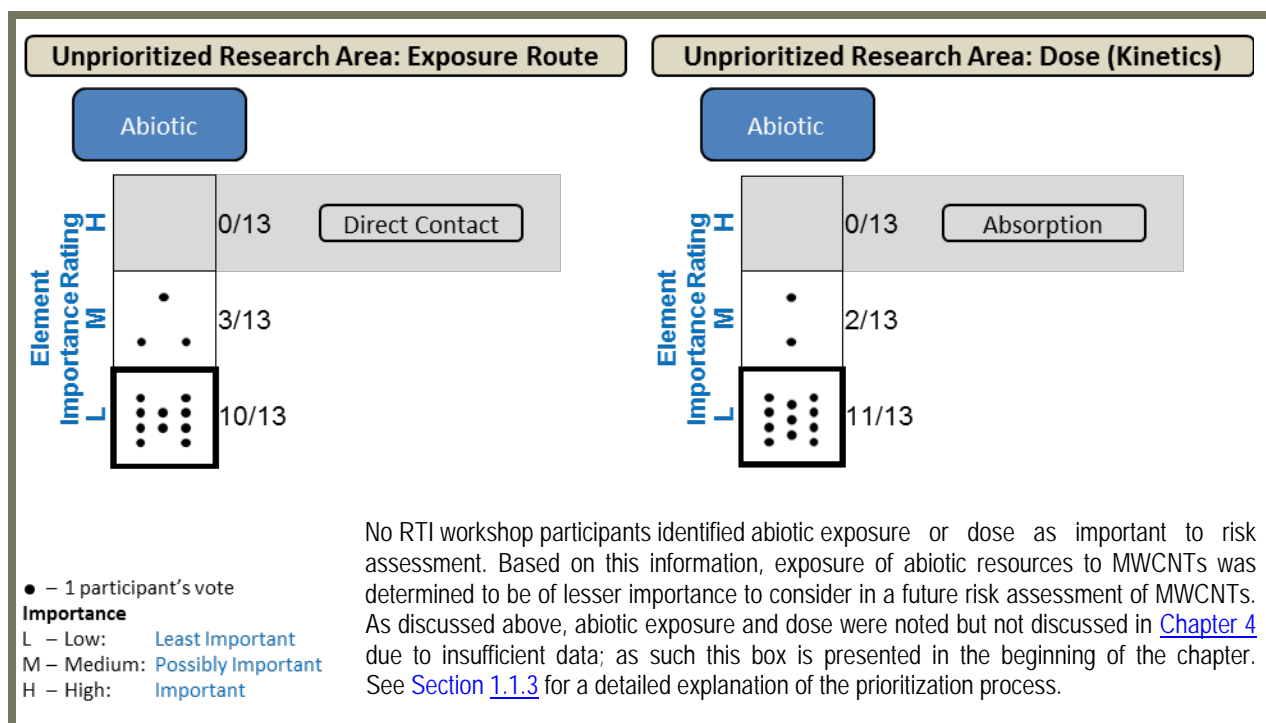 Unprioritized Research Area: Exposure Route
Abiotic
Element
Importance Rating
H
0/13
Direct Contact
M
3/13
L
10/13
Unprioritized Research Area: Dose (Kinetics)
Abiotic
Element
Importance Rating
H
0/13
Absorption
M
2/13
L
11/13
● – 1 participant's vote
Importance
L – Low: Least Important
M – Medium: Possibly Important
H – High: Important
No RTI workshop participants identified abiotic exposure or dose as important to risk
assessment. Based on this information, exposure of abiotic resources to MWCNTs was
determined to be of lesser importance to consider in a future risk assessment of MWCNTs.
As discussed above, abiotic exposure and dose were noted but not discussed in Chapter 4
due to insufficient data; as such this box is presented in the beginning of the chapter.
See Section 1.1.3 for a detailed explanation of the prioritization process.